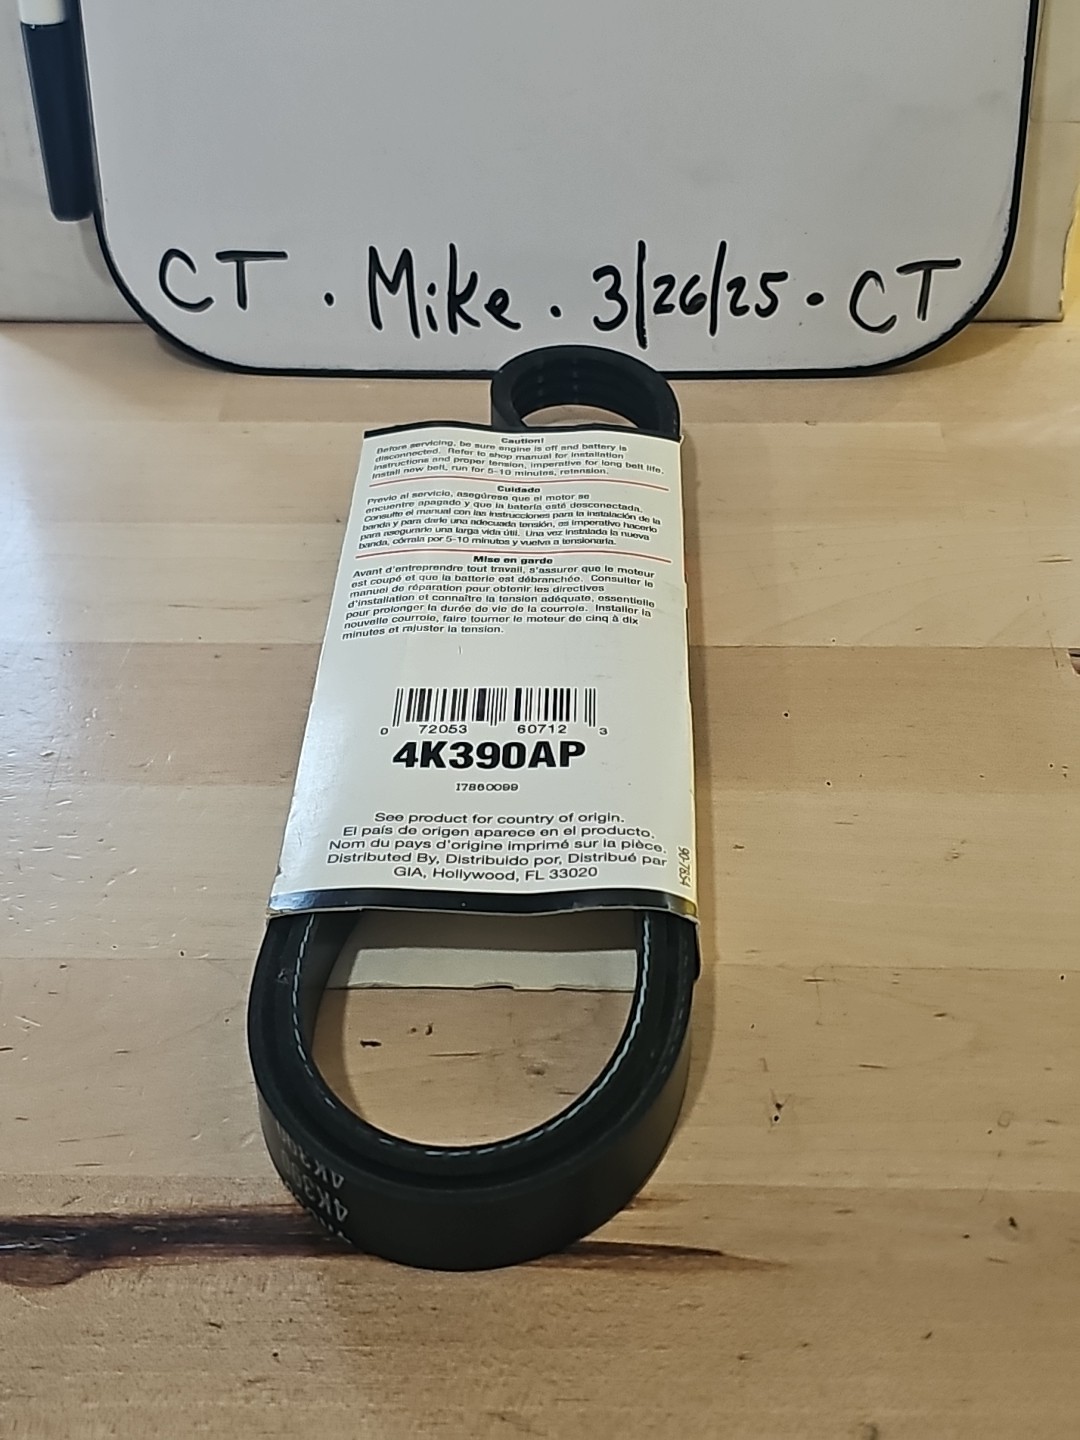 CT . Mike . 3/26/25 . CT
Caution!
Before servicing, be sure engine is off and battery is
disconnected. Refer to shop manual for installation
instructions and proper tension, imperative for long belt life.
Install new belt, run for 5-10 minutes, retension.
Cuidado
Previo al servicio, asegúrese que el motor se
encuentre apagado y que la batería esté desconectada.
Consulte el manual con las instrucciones para la instalación de la
banda y para darle una adecuada tensión, es imperativo hacerlo
para asegurarle una larga vida útil. Una vez instalada la nueva
banda, córrala por 5-10 minutos y vuelva a tensionarla.
Mise en garde
Avant d'entreprendre tout travail, s'assurer que le moteur
est coupé et que la batterie est débranchée. Consulter le
manuel de réparation pour obtenir les directives
d'installation et connaître la tension adéquate, essentielle
pour prolonger la durée de vie de la courroie. Installer la
nouvelle courroie, faire tourner le moteur de cinq à dix
minutes et rajuster la tension.
0 72053 60712 3
4K390AP
17860099
See product for country of origin.
El país de origen aparece en el producto.
Nom du pays d'origine imprimé sur la pièce.
Distributed By, Distribuido por, Distribué par
GIA, Hollywood, FL 33020
90-7854